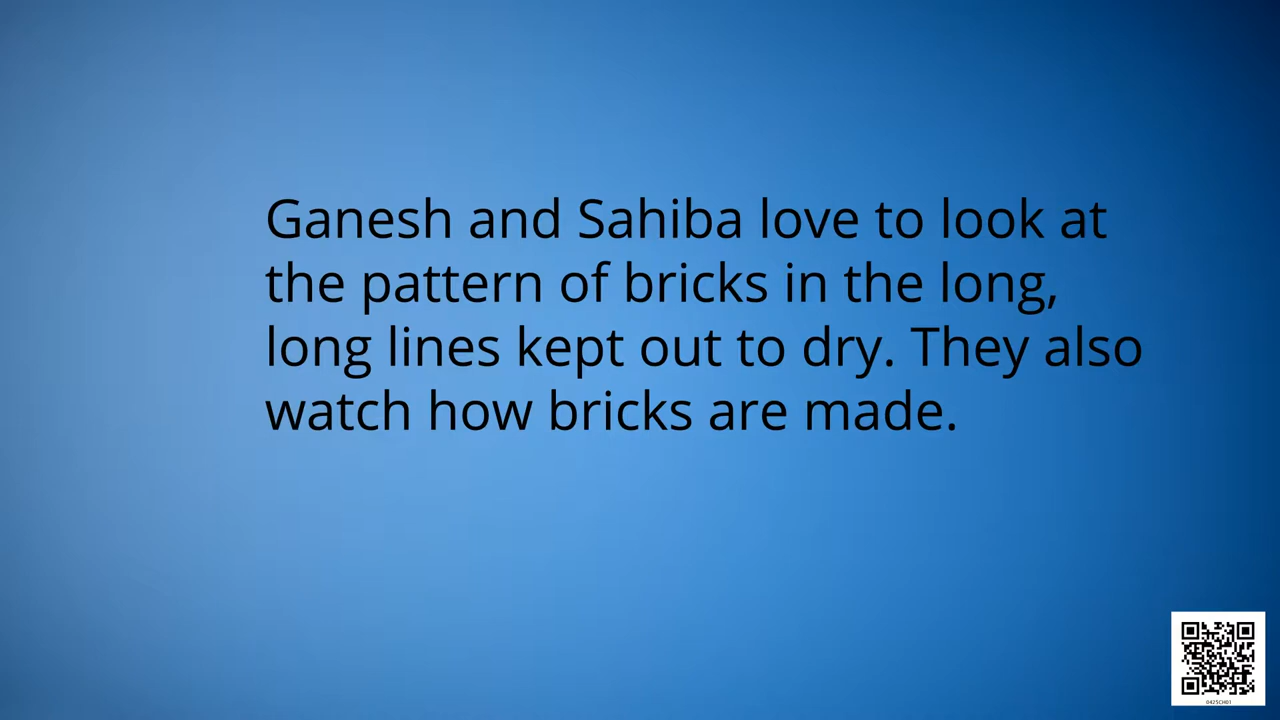 Ganesh and Sahiba love to look at
the pattern of bricks in the long,
long lines kept out to dry. They also
watch how bricks are made.
0425CH01